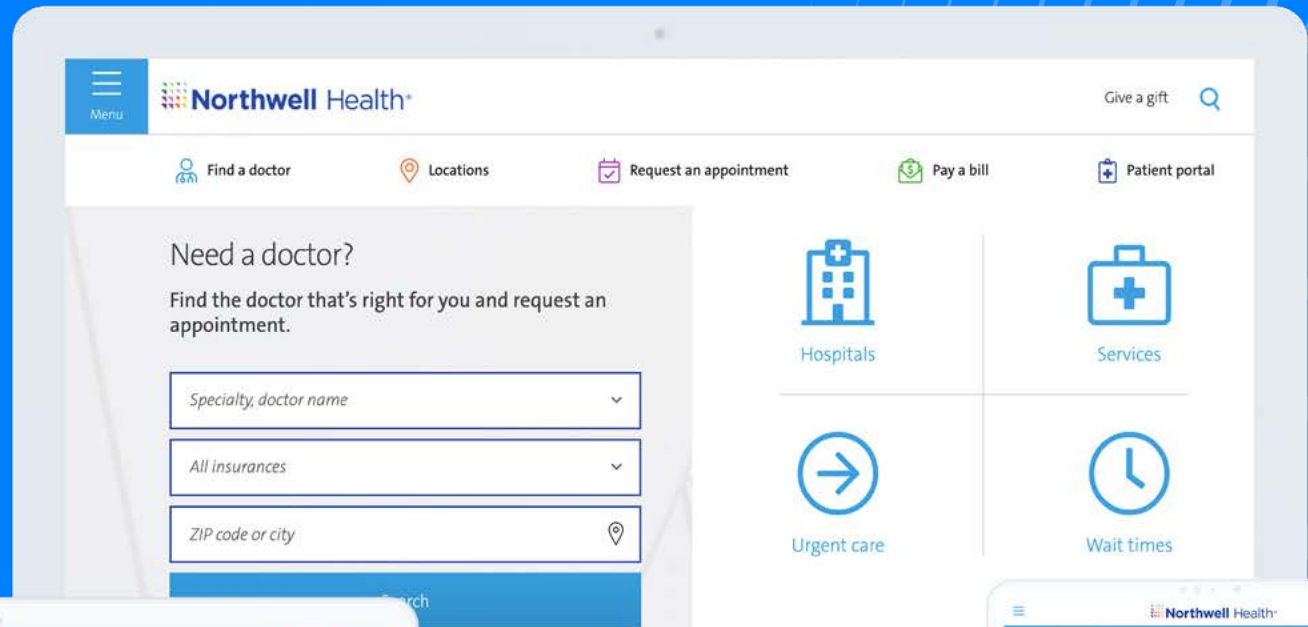 Northwell Health
Give a gift
Menu
Find a doctor
Locations
Request an appointment
Pay a bill
Patient portal
Need a doctor?
Find the doctor that's right for you and request an
appointment.
Specialty, doctor name
All insurances
ZIP code or city
Hospitals
Services
Urgent care
Wait times
Northwell Health